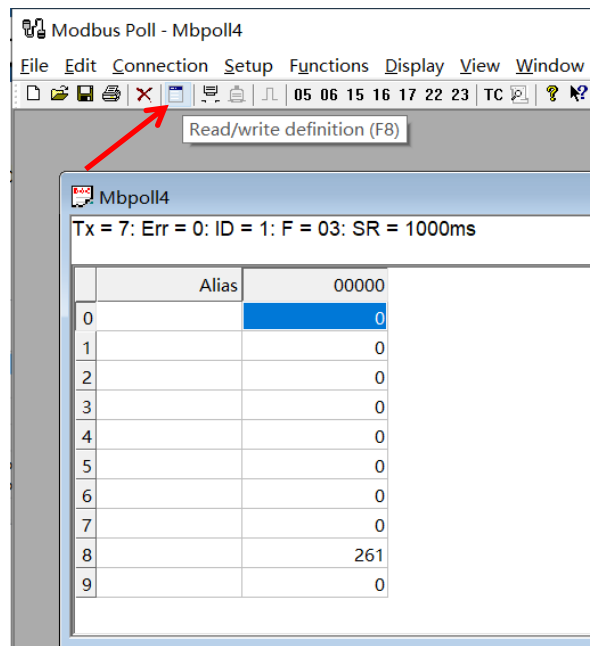 Modbus Poll - Mbpoll4
File Edit Connection Setup Functions Display View Window
05 06 15 16 17 22 23 TC
Read/write definition (F8)
Mbpoll4
Tx = 7: Err = 0: ID = 1: F = 03: SR = 1000ms
Alias 00000
0 0
1 0
2 0
3 0
4 0
5 0
6 0
7 0
8 261
9 0